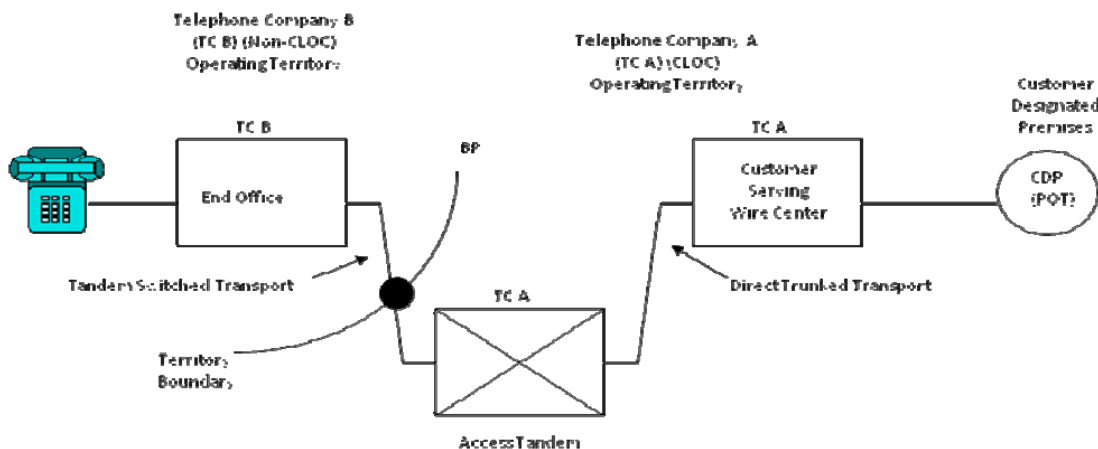 Telephone Company B
(TC B) (Non-CLOC)
Operating Territory
Telephone Company A
(TC A) (CLOC)
Operating Territory
Customer
Designated
Premises
TC B
BP
TC A
End Office
Customer
Serving
Wire Center
CDP
(POT)
Tandem Switched Transport
TC A
Direct Trunked Transport
Territory
Boundary
Access Tandem